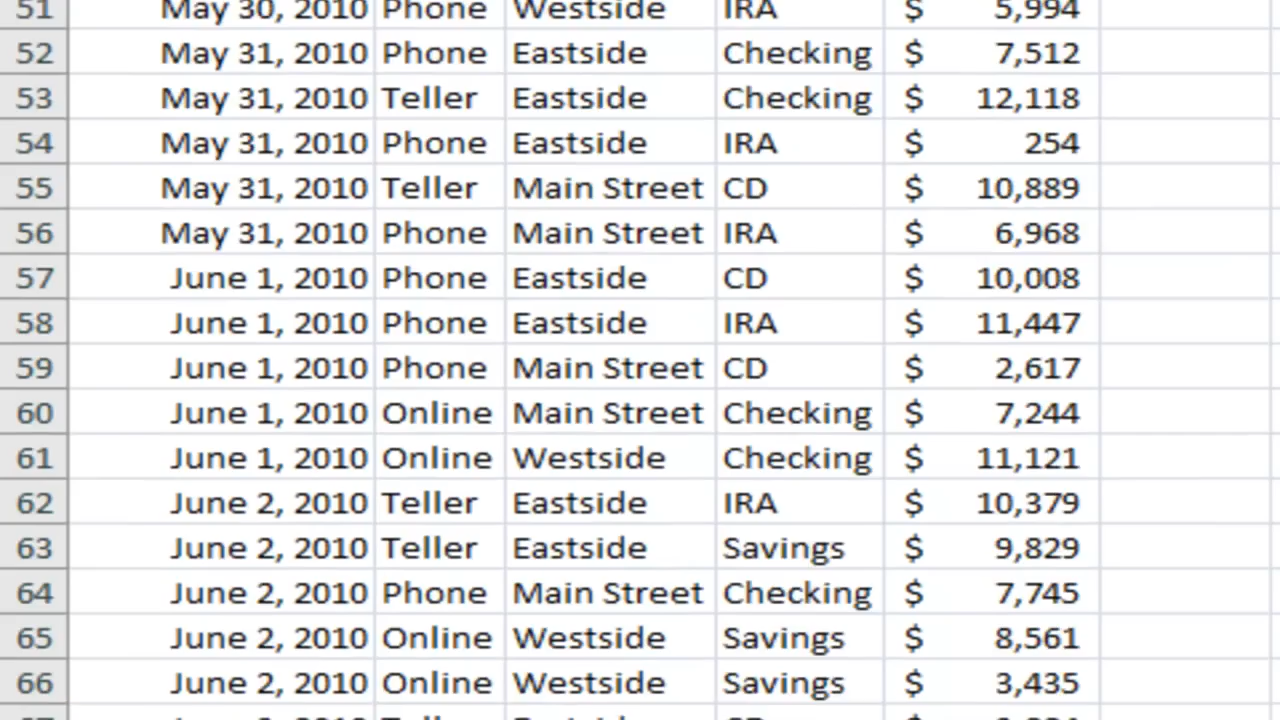 51 May 30, 2010 Phone Westside IRA $ 5,994
52 May 31, 2010 Phone Eastside Checking $ 7,512
53 May 31, 2010 Teller Eastside Checking $ 12,118
54 May 31, 2010 Phone Eastside IRA $ 254
55 May 31, 2010 Teller Main Street CD $ 10,889
56 May 31, 2010 Phone Main Street IRA $ 6,968
57 June 1, 2010 Phone Eastside CD $ 10,008
58 June 1, 2010 Phone Eastside IRA $ 11,447
59 June 1, 2010 Phone Main Street CD $ 2,617
60 June 1, 2010 Online Main Street Checking $ 7,244
61 June 1, 2010 Online Westside Checking $ 11,121
62 June 2, 2010 Teller Eastside IRA $ 10,379
63 June 2, 2010 Teller Eastside Savings $ 9,829
64 June 2, 2010 Phone Main Street Checking $ 7,745
65 June 2, 2010 Online Westside Savings $ 8,561
66 June 2, 2010 Online Westside Savings $ 3,435